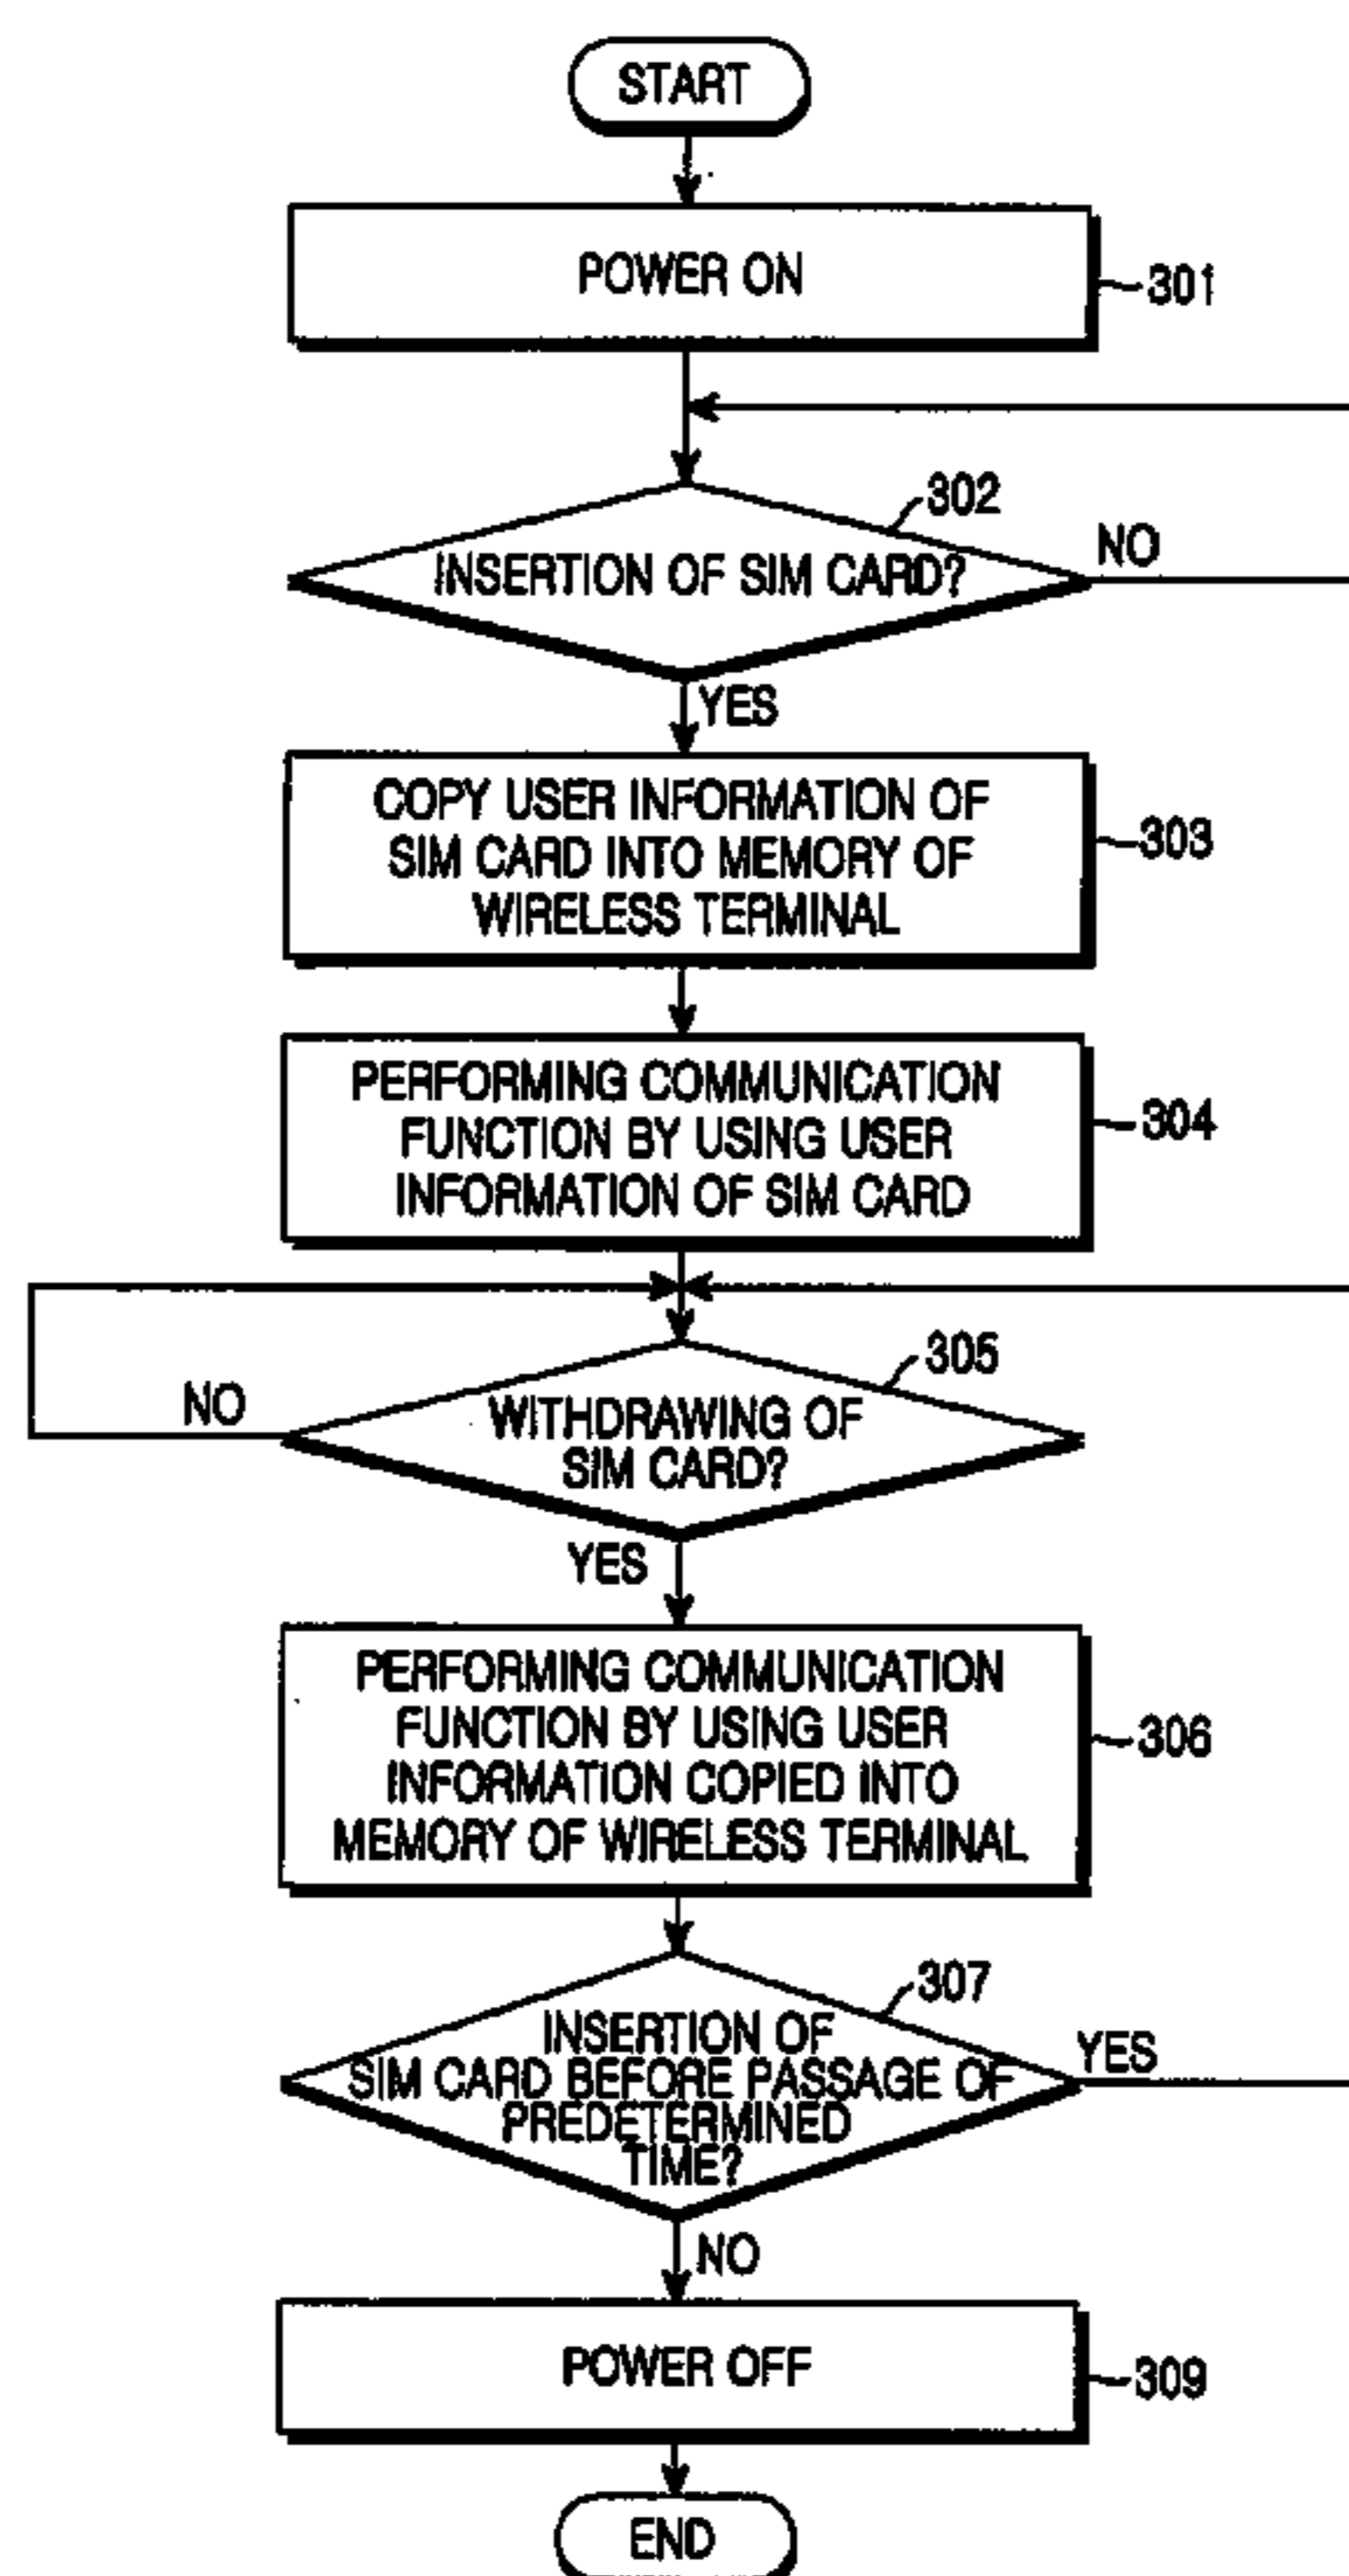 START
POWER ON
301
302
INSERTION OF SIM CARD?
NO
YES
COPY USER INFORMATION OF
SIM CARD INTO MEMORY OF
WIRELESS TERMINAL
303
PERFORMING COMMUNICATION
FUNCTION BY USING USER
INFORMATION OF SIM CARD
304
305
WITHDRAWING OF
SIM CARD?
NO
YES
PERFORMING COMMUNICATION
FUNCTION BY USING USER
INFORMATION COPIED INTO
MEMORY OF WIRELESS TERMINAL
306
307
INSERTION OF
SIM CARD BEFORE PASSAGE OF
PREDETERMINED
TIME?
YES
NO
POWER OFF
309
END